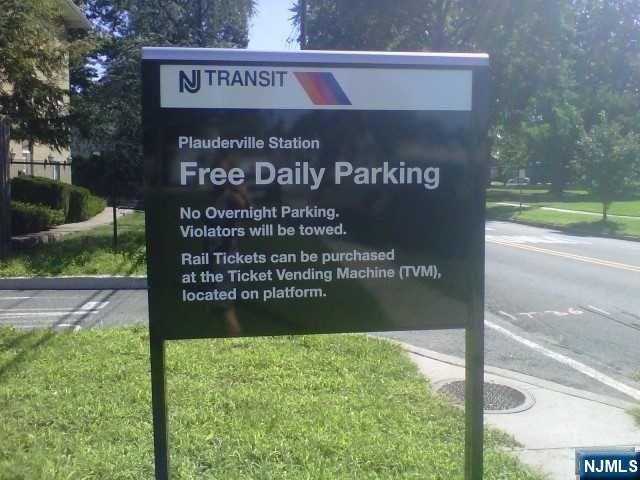 NJ TRANSIT
Plauderville Station
Free Daily Parking
No Overnight Parking.
Violators will be towed.
Rail Tickets can be purchased
at the Ticket Vending Machine (TVM),
located on platform.
NJMLS